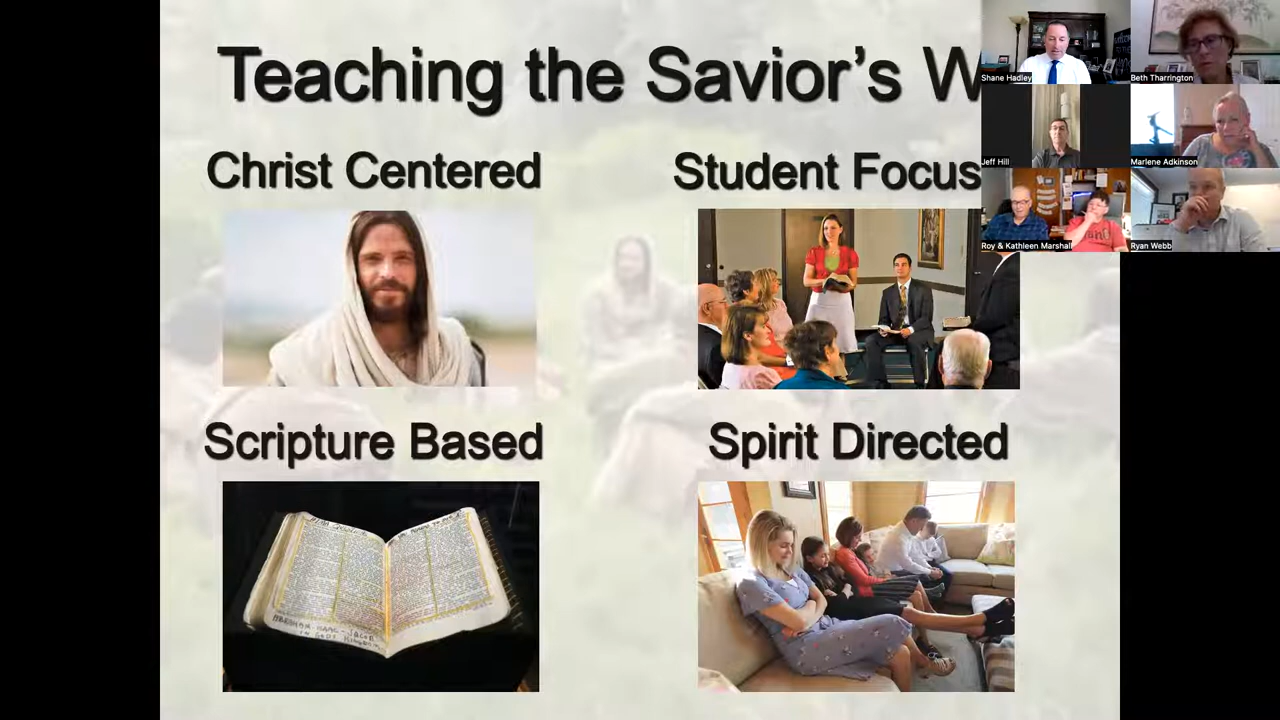 Teaching the Savior's W
Christ Centered
Student Focus
Scripture Based
Spirit Directed
Shane Hadley
Beth Tharrington
Jeff Hill
Marlene Adkinson
Roy & Kathleen Marshall
Ryan Webb